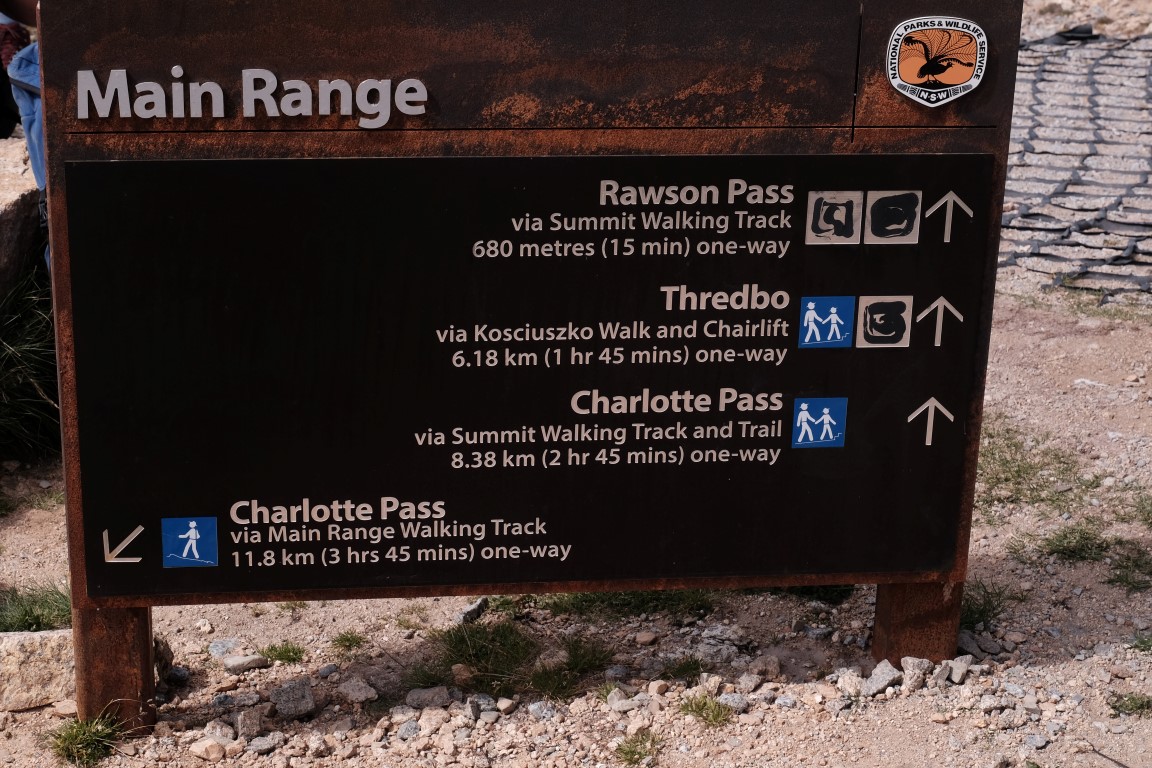 Main Range
NATIONAL PARKS & WILDLIFE SERVICE
N·S·W
Rawson Pass
via Summit Walking Track
680 metres (15 min) one-way
Thredbo
via Kosciuszko Walk and Chairlift
6.18 km (1 hr 45 mins) one-way
Charlotte Pass
via Summit Walking Track and Trail
8.38 km (2 hr 45 mins) one-way
Charlotte Pass
via Main Range Walking Track
11.8 km (3 hrs 45 mins) one-way